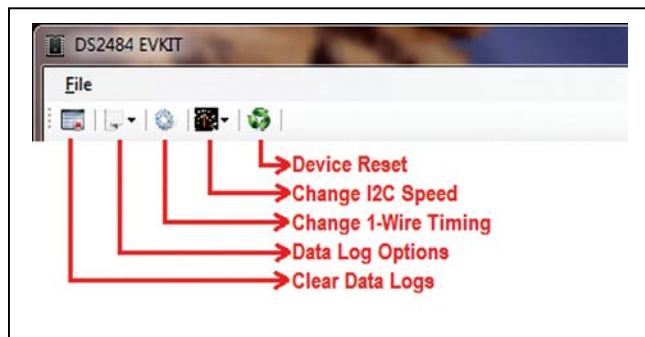 DS2484 EVKIT
File
Device Reset
Change I2C Speed
Change 1-Wire Timing
Data Log Options
Clear Data Logs